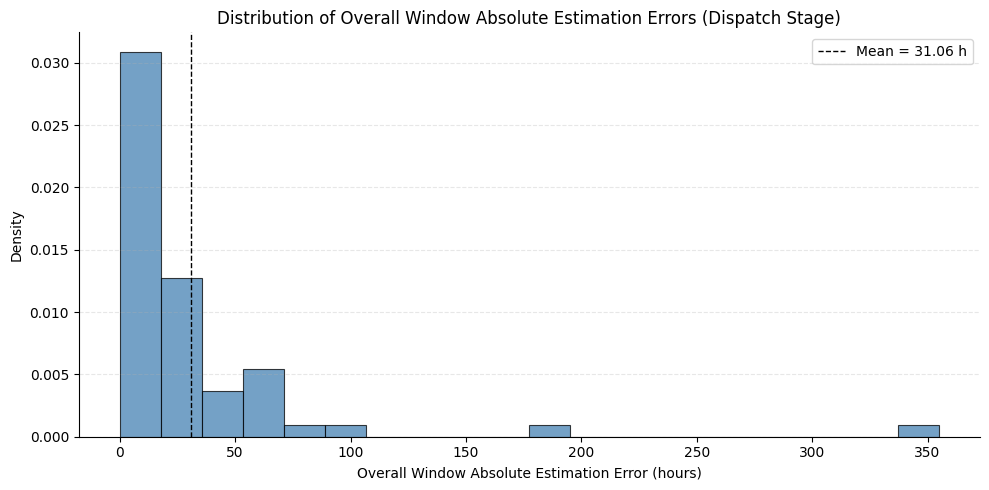 Distribution of Overall Window Absolute Estimation Errors (Dispatch Stage)
Mean = 31.06 h
0.030
0.025
0.020
0.015
0.010
0.005
0.000
Density
0 50 100 150 200 250 300 350
Overall Window Absolute Estimation Error (hours)